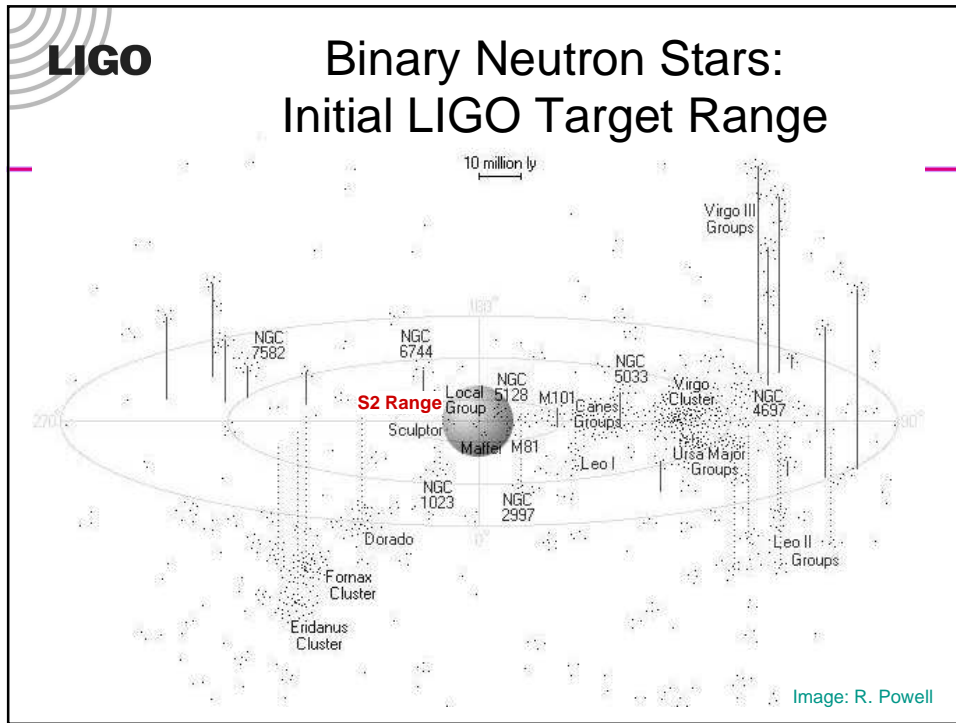 LIGO
Binary Neutron Stars:
Initial LIGO Target Range
10 million ly
Virgo III
Groups
180°
NGC
7582
NGC
6744
NGC
5033
NGC
5128
Local
Group
S2 Range
M101
Canes
Groups
Virgo
Cluster
NGC
4697
270°
90°
Sculptor
Maffei
M81
Leo I
Ursa Major
Groups
NGC
1023
NGC
2997
Dorado
0°
Leo II
Groups
Fornax
Cluster
Eridanus
Cluster
Image: R. Powell